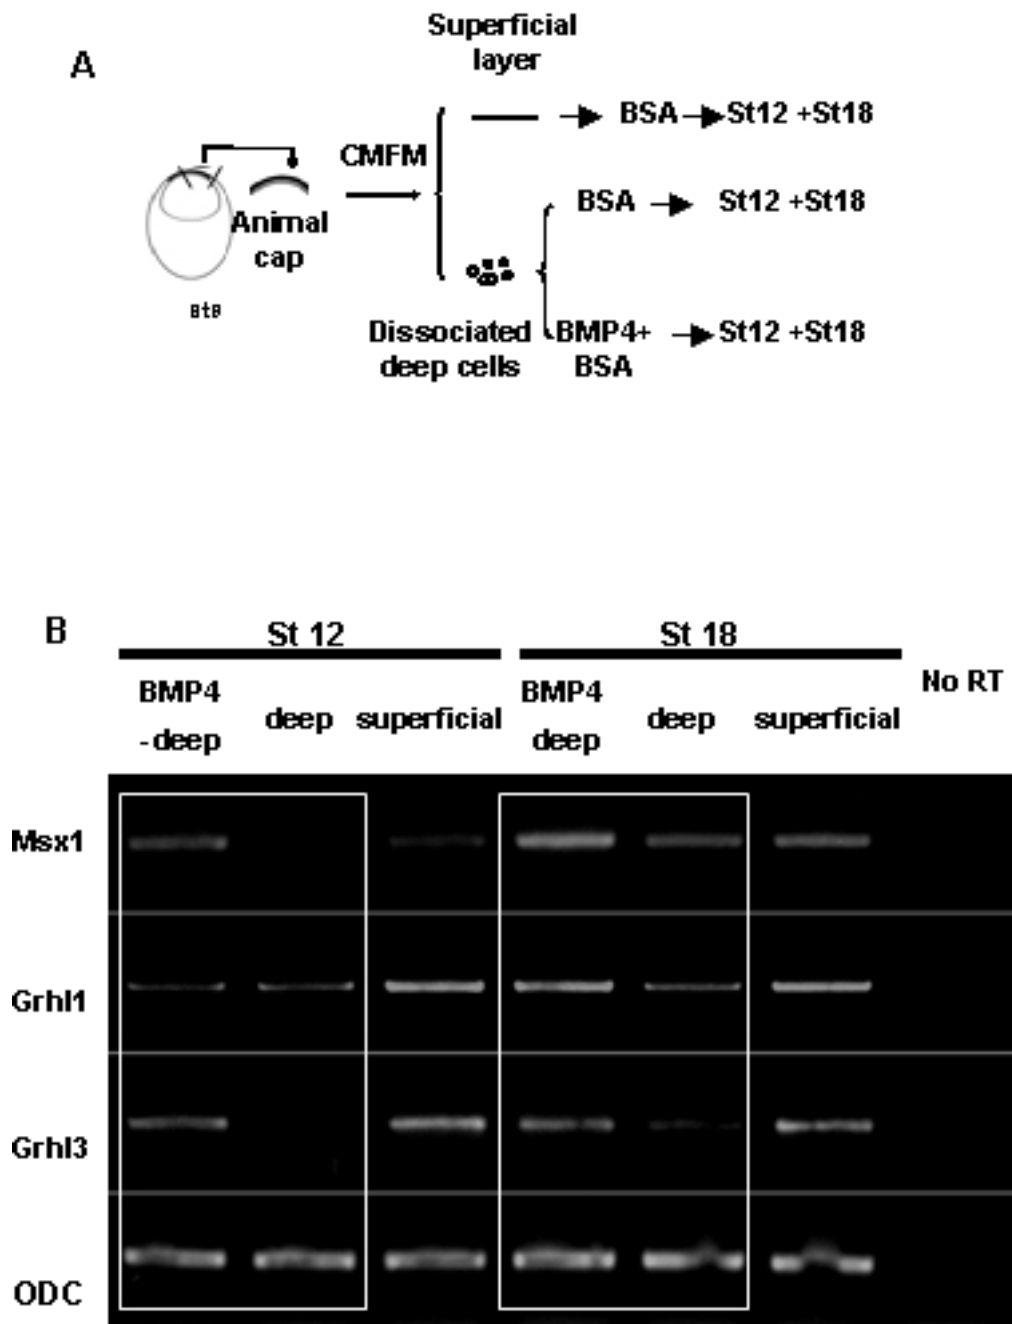 A
Superficial
layer
BSA St12 +St18
CMFM
BSA St12 +St18
Animal
cap
st8
Dissociated BMP4+ St12 +St18
deep cells BSA
B
St 12 St 18
BMP4 deep superficial BMP4 deep superficial No RT
-deep deep
Msx1
Grhl1
Grhl3
ODC